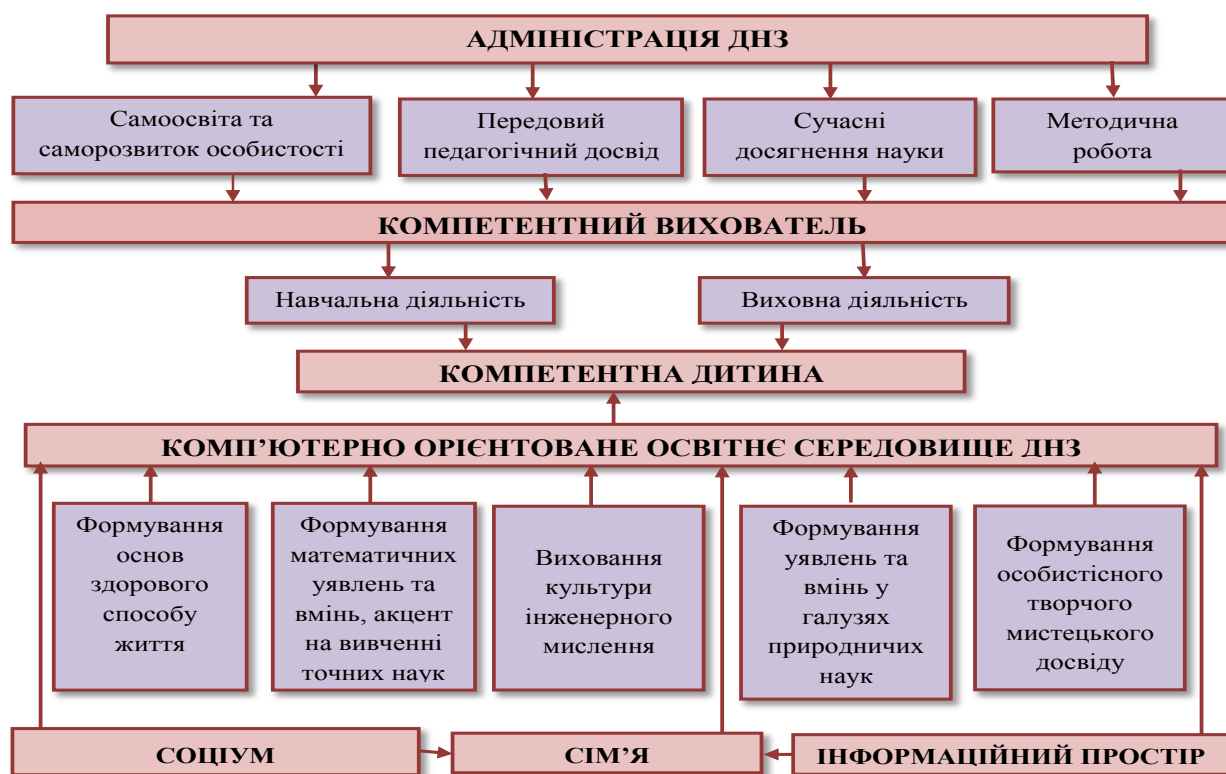 АДМІНІСТРАЦІЯ ДНЗ
Самоосвіта та
саморозвиток особистості
Передовий
педагогічний досвід
Сучасні
досягнення науки
Методична
робота
КОМПЕТЕНТНИЙ ВИХОВАТЕЛЬ
Навчальна діяльність
Виховна діяльність
КОМПЕТЕНТНА ДИТИНА
КОМП’ЮТЕРНО ОРІЄНТОВАНЕ ОСВІТНЄ СЕРЕДОВИЩЕ ДНЗ
Формування
основ
здорового
способу
життя
Формування
математичних
уявлень та
вмінь, акцент
на вивченні
точних наук
Виховання
культури
інженерного
мислення
Формування
уявлень та
вмінь у
галузях
природничих
наук
Формування
особистісного
творчого
мистецького
досвіду
СОЦІУМ
СІМ’Я
ІНФОРМАЦІЙНИЙ ПРОСТІР